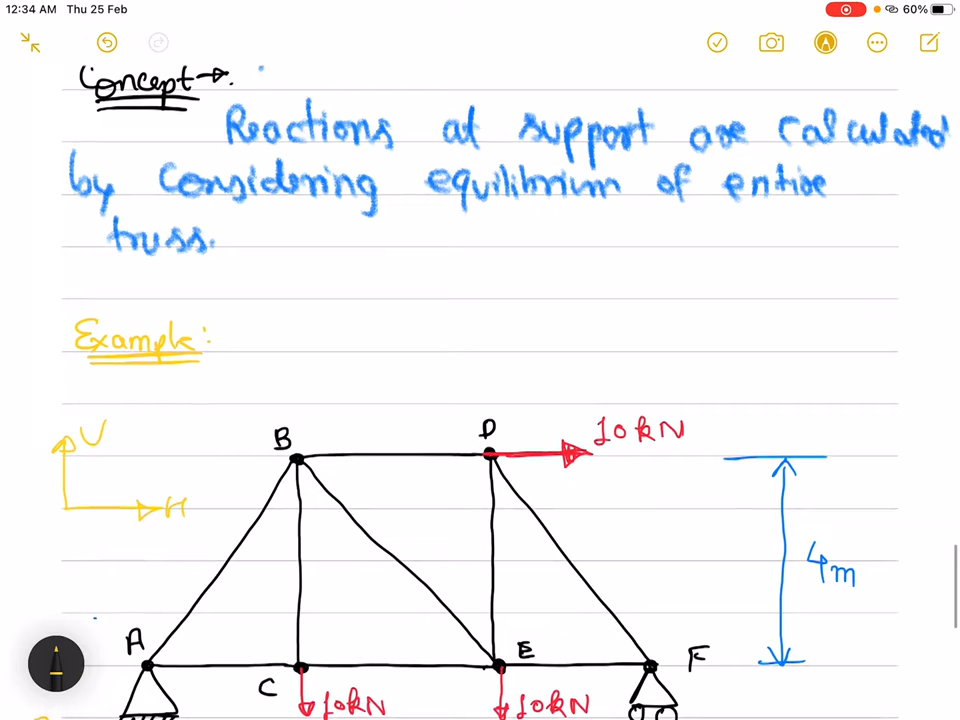 12:34 AM Thu 25 Feb
60%
Concept →
Reactions at support are calculated
by considering equilibrium of entire
truss.
Example:
V
H
B
D
10kN
4m
A
C
E
F
10kN
10kN